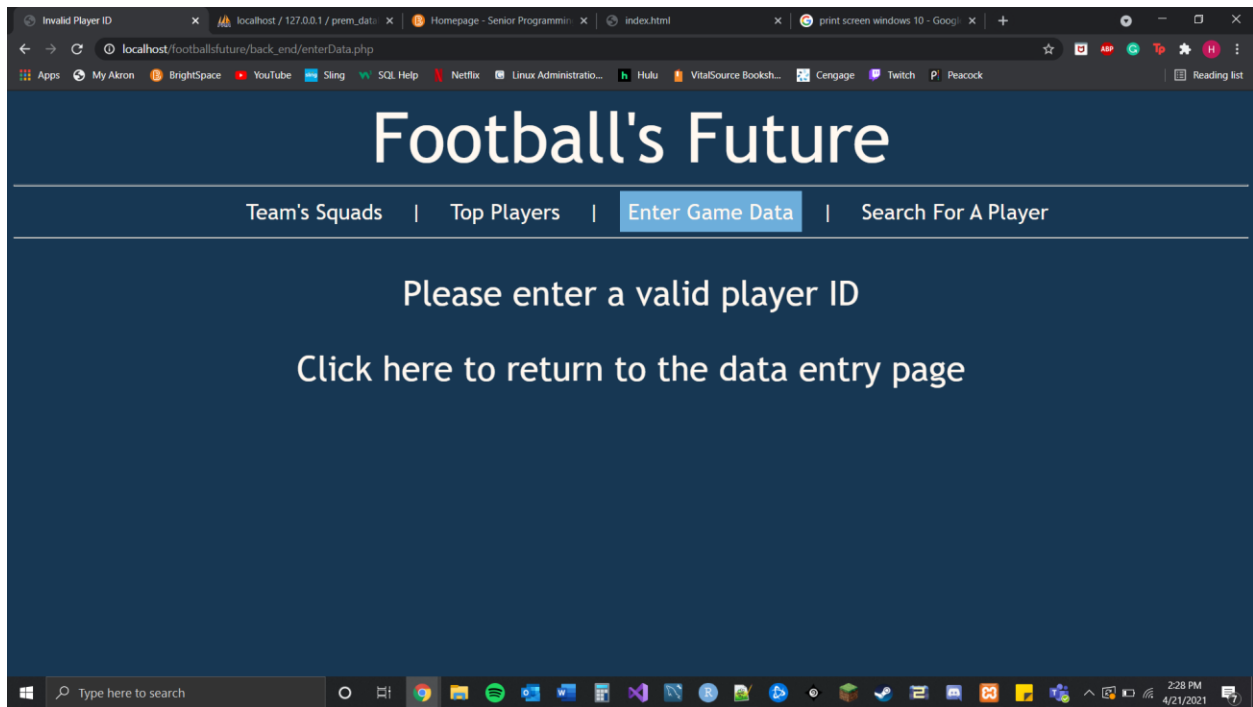 Invalid Player ID
localhost / 127.0.0.1 / prem_data
Homepage - Senior Programmin
index.html
print screen windows 10 - Googl
localhost/footballsfuture/back_end/enterData.php
Apps My Akron BrightSpace YouTube Sling SQL Help Netflix Linux Administratio... Hulu VitalSource Booksh... Cengage Twitch Peacock Reading list
Football's Future
Team's Squads | Top Players | Enter Game Data | Search For A Player
Please enter a valid player ID
Click here to return to the data entry page
Type here to search
2:28 PM
4/21/2021